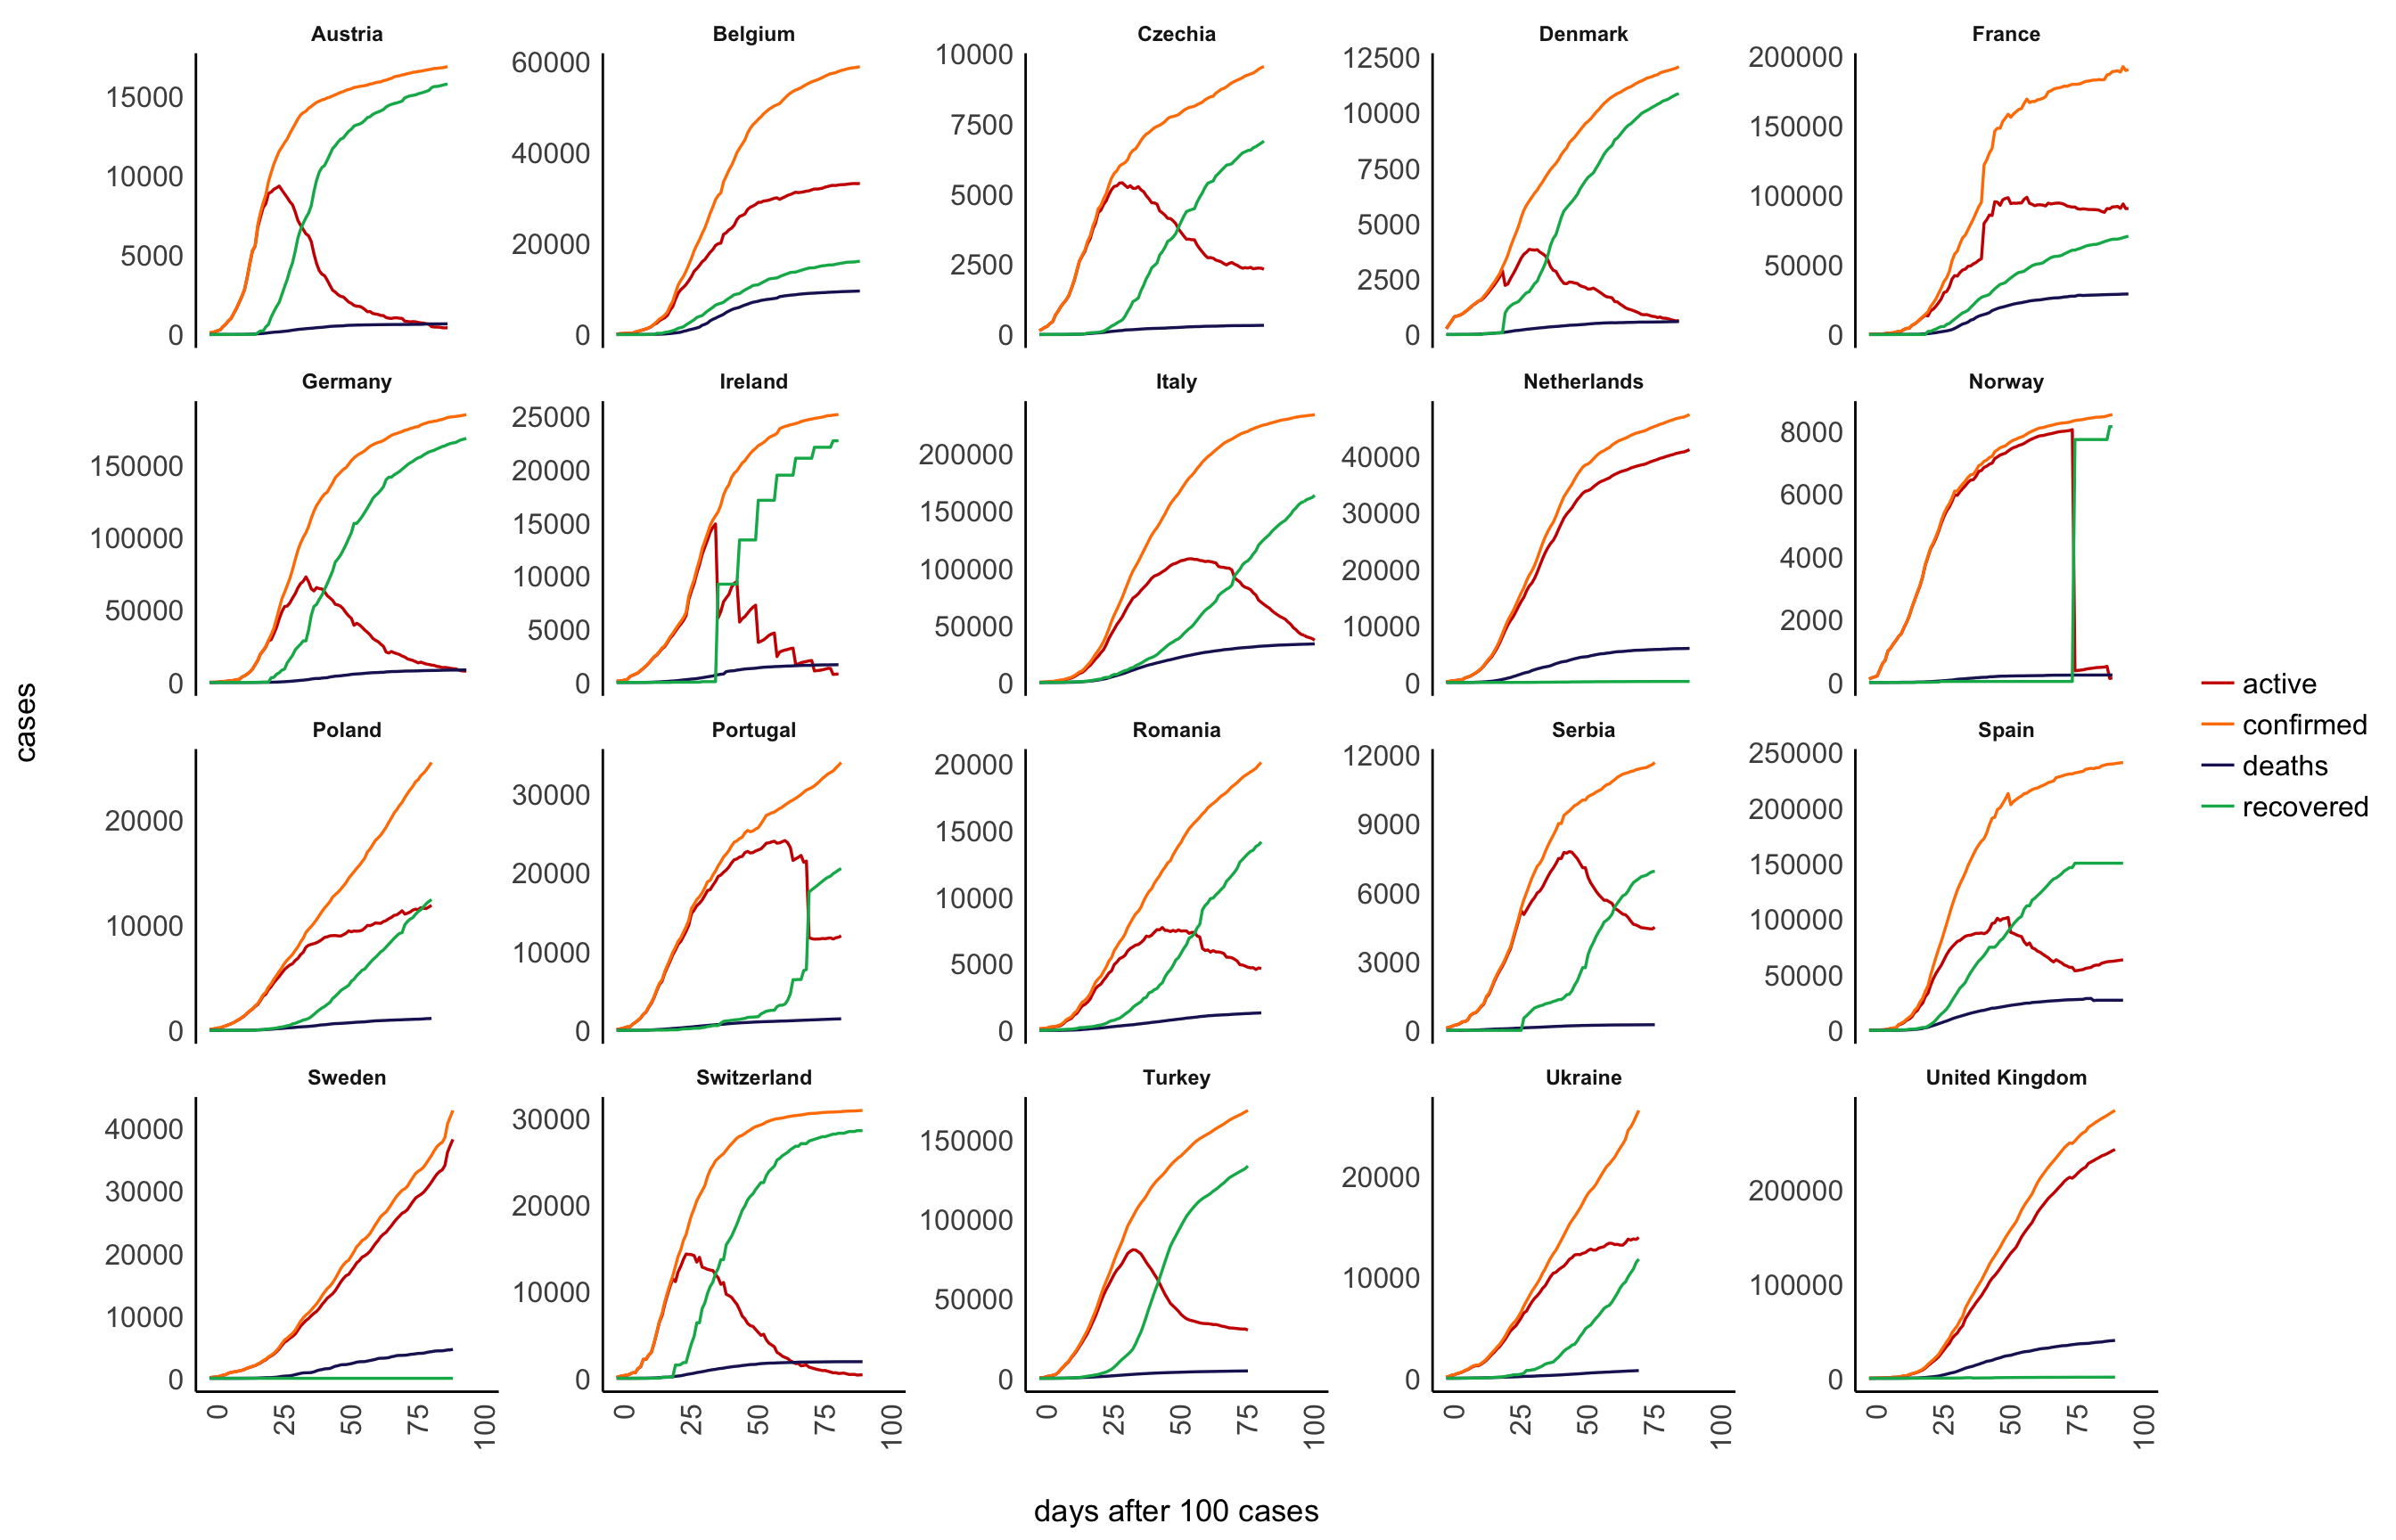 Austria
Belgium
Czechia
Denmark
France
15000
10000
5000
0
60000
40000
20000
0
10000
7500
5000
2500
0
12500
10000
7500
5000
2500
0
200000
150000
100000
50000
0
Germany
Ireland
Italy
Netherlands
Norway
150000
100000
50000
0
25000
20000
15000
10000
5000
0
200000
150000
100000
50000
0
40000
30000
20000
10000
0
8000
6000
4000
2000
0
cases
active
confirmed
deaths
recovered
Poland
Portugal
Romania
Serbia
Spain
20000
10000
0
30000
20000
10000
0
20000
15000
10000
5000
0
12000
9000
6000
3000
0
250000
200000
150000
100000
50000
0
Sweden
Switzerland
Turkey
Ukraine
United Kingdom
40000
30000
20000
10000
0
30000
20000
10000
0
150000
100000
50000
0
20000
10000
0
200000
100000
0
0 25 50 75 100
0 25 50 75 100
0 25 50 75 100
0 25 50 75 100
0 25 50 75 100
days after 100 cases